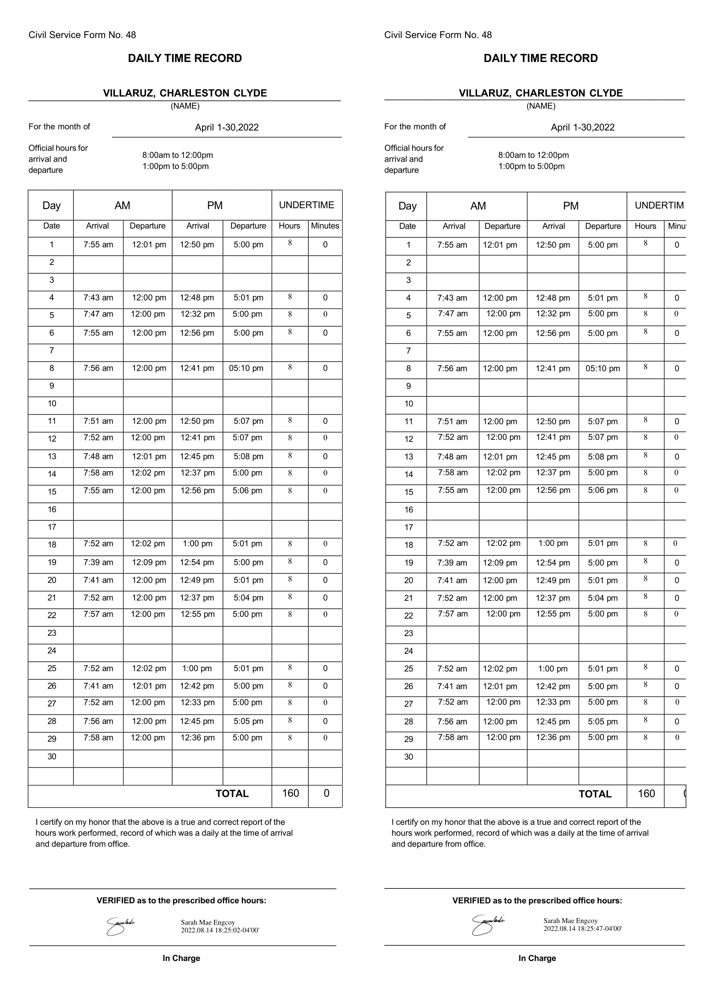 Civil Service Form No. 48
DAILY TIME RECORD
VILLARUZ, CHARLESTON CLYDE
(NAME)
For the month of April 1-30,2022
Official hours for
arrival and
departure
8:00am to 12:00pm
1:00pm to 5:00pm
Day AM PM UNDERTIME
Date Arrival Departure Arrival Departure Hours Minutes
1 7:55 am 12:01 pm 12:50 pm 5:00 pm 8 0
2
3
4 7:43 am 12:00 pm 12:48 pm 5:01 pm 8 0
5 7:47 am 12:00 pm 12:32 pm 5:00 pm 8 0
6 7:55 am 12:00 pm 12:56 pm 5:00 pm 8 0
7
8 7:56 am 12:00 pm 12:41 pm 05:10 pm 8 0
9
10
11 7:51 am 12:00 pm 12:50 pm 5:07 pm 8 0
12 7:52 am 12:00 pm 12:41 pm 5:07 pm 8 0
13 7:48 am 12:01 pm 12:45 pm 5:08 pm 8 0
14 7:58 am 12:02 pm 12:37 pm 5:00 pm 8 0
15 7:55 am 12:00 pm 12:56 pm 5:06 pm 8 0
16
17
18 7:52 am 12:02 pm 1:00 pm 5:01 pm 8 0
19 7:39 am 12:09 pm 12:54 pm 5:00 pm 8 0
20 7:41 am 12:00 pm 12:49 pm 5:01 pm 8 0
21 7:52 am 12:00 pm 12:37 pm 5:04 pm 8 0
22 7:57 am 12:00 pm 12:55 pm 5:00 pm 8 0
23
24
25 7:52 am 12:02 pm 1:00 pm 5:01 pm 8 0
26 7:41 am 12:01 pm 12:42 pm 5:00 pm 8 0
27 7:52 am 12:00 pm 12:33 pm 5:00 pm 8 0
28 7:56 am 12:00 pm 12:45 pm 5:05 pm 8 0
29 7:58 am 12:00 pm 12:36 pm 5:00 pm 8 0
30
TOTAL 160 0
I certify on my honor that the above is a true and correct report of the
hours work performed, record of which was a daily at the time of arrival
and departure from office.
VERIFIED as to the prescribed office hours:
Sarah Mae Engcoy
2022.08.14 18:25:02-04'00'
In Charge
Civil Service Form No. 48
DAILY TIME RECORD
VILLARUZ, CHARLESTON CLYDE
(NAME)
For the month of April 1-30,2022
Official hours for
arrival and
departure
8:00am to 12:00pm
1:00pm to 5:00pm
Day AM PM UNDERTIM
Date Arrival Departure Arrival Departure Hours Minu
1 7:55 am 12:01 pm 12:50 pm 5:00 pm 8 0
2
3
4 7:43 am 12:00 pm 12:48 pm 5:01 pm 8 0
5 7:47 am 12:00 pm 12:32 pm 5:00 pm 8 0
6 7:55 am 12:00 pm 12:56 pm 5:00 pm 8 0
7
8 7:56 am 12:00 pm 12:41 pm 05:10 pm 8 0
9
10
11 7:51 am 12:00 pm 12:50 pm 5:07 pm 8 0
12 7:52 am 12:00 pm 12:41 pm 5:07 pm 8 0
13 7:48 am 12:01 pm 12:45 pm 5:08 pm 8 0
14 7:58 am 12:02 pm 12:37 pm 5:00 pm 8 0
15 7:55 am 12:00 pm 12:56 pm 5:06 pm 8 0
16
17
18 7:52 am 12:02 pm 1:00 pm 5:01 pm 8 0
19 7:39 am 12:09 pm 12:54 pm 5:00 pm 8 0
20 7:41 am 12:00 pm 12:49 pm 5:01 pm 8 0
21 7:52 am 12:00 pm 12:37 pm 5:04 pm 8 0
22 7:57 am 12:00 pm 12:55 pm 5:00 pm 8 0
23
24
25 7:52 am 12:02 pm 1:00 pm 5:01 pm 8 0
26 7:41 am 12:01 pm 12:42 pm 5:00 pm 8 0
27 7:52 am 12:00 pm 12:33 pm 5:00 pm 8 0
28 7:56 am 12:00 pm 12:45 pm 5:05 pm 8 0
29 7:58 am 12:00 pm 12:36 pm 5:00 pm 8 0
30
TOTAL 160
I certify on my honor that the above is a true and correct report of the
hours work performed, record of which was a daily at the time of arrival
and departure from office.
VERIFIED as to the prescribed office hours:
Sarah Mae Engcoy
2022.08.14 18:25:47-04'00'
In Charge